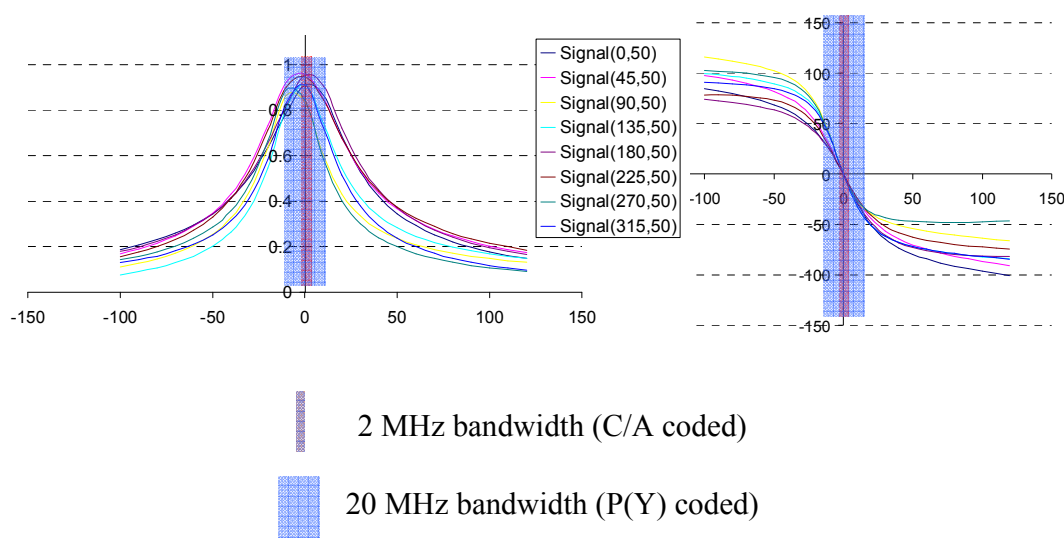 1
0.8
0.6
0.4
0.2
0
-150
-100
-50
0
50
100
150
Signal(0,50)
Signal(45,50)
Signal(90,50)
Signal(135,50)
Signal(180,50)
Signal(225,50)
Signal(270,50)
Signal(315,50)
150
100
50
0
-50
-100
-150
-150
-100
-50
0
50
100
150
2 MHz bandwidth (C/A coded)
20 MHz bandwidth (P(Y) coded)